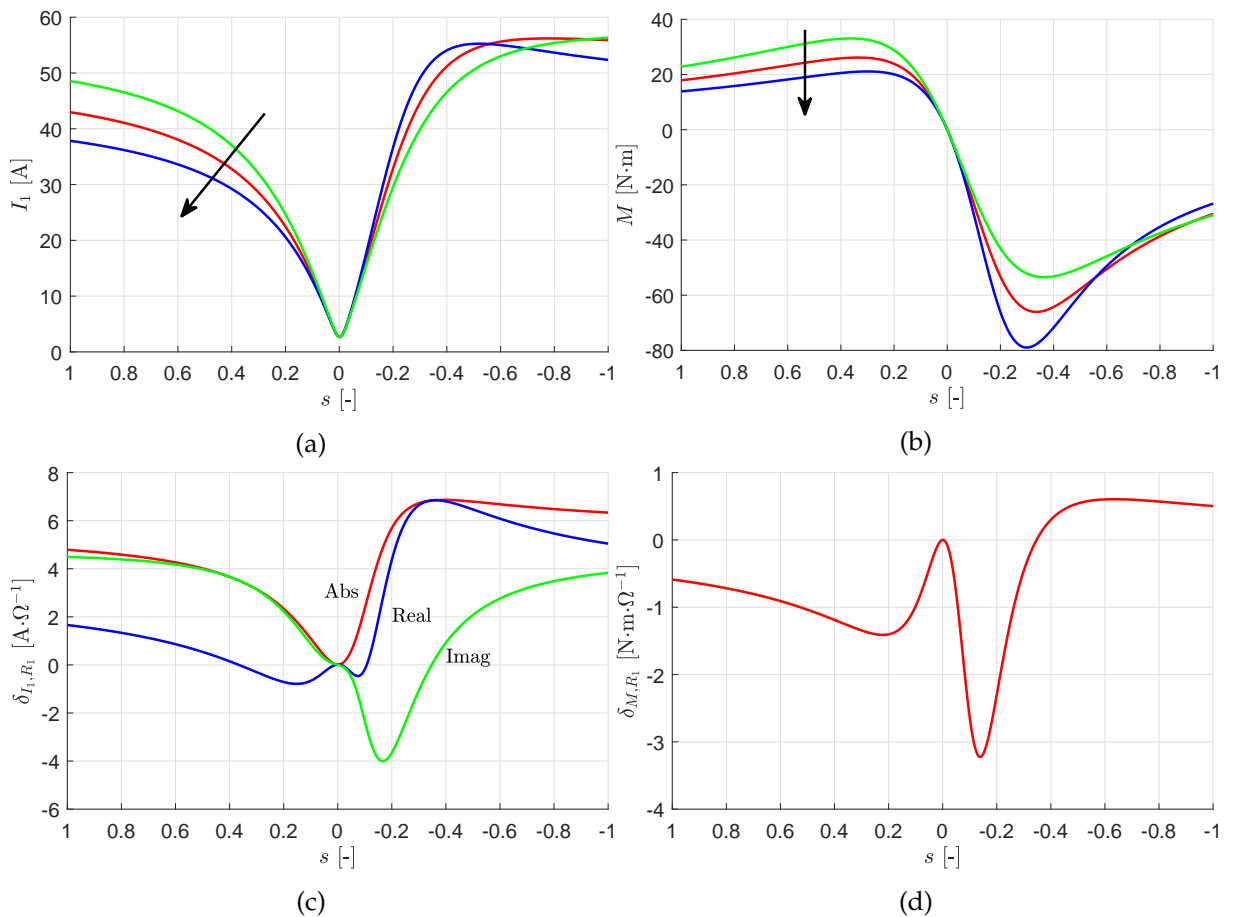 60
50
40
30
20
10
0
I₁ [A]
1 0.8 0.6 0.4 0.2 0 -0.2 -0.4 -0.6 -0.8 -1
s [-]
(a)
40
20
0
-20
-40
-60
-80
M [N·m]
1 0.8 0.6 0.4 0.2 0 -0.2 -0.4 -0.6 -0.8 -1
s [-]
(b)
8
6
4
2
0
-2
-4
-6
δ_{I₁,R₁} [A·Ω⁻¹]
Abs
Real
Imag
1 0.8 0.6 0.4 0.2 0 -0.2 -0.4 -0.6 -0.8 -1
s [-]
(c)
1
0
-1
-2
-3
-4
δ_{M,R₁} [N·m·Ω⁻¹]
1 0.8 0.6 0.4 0.2 0 -0.2 -0.4 -0.6 -0.8 -1
s [-]
(d)